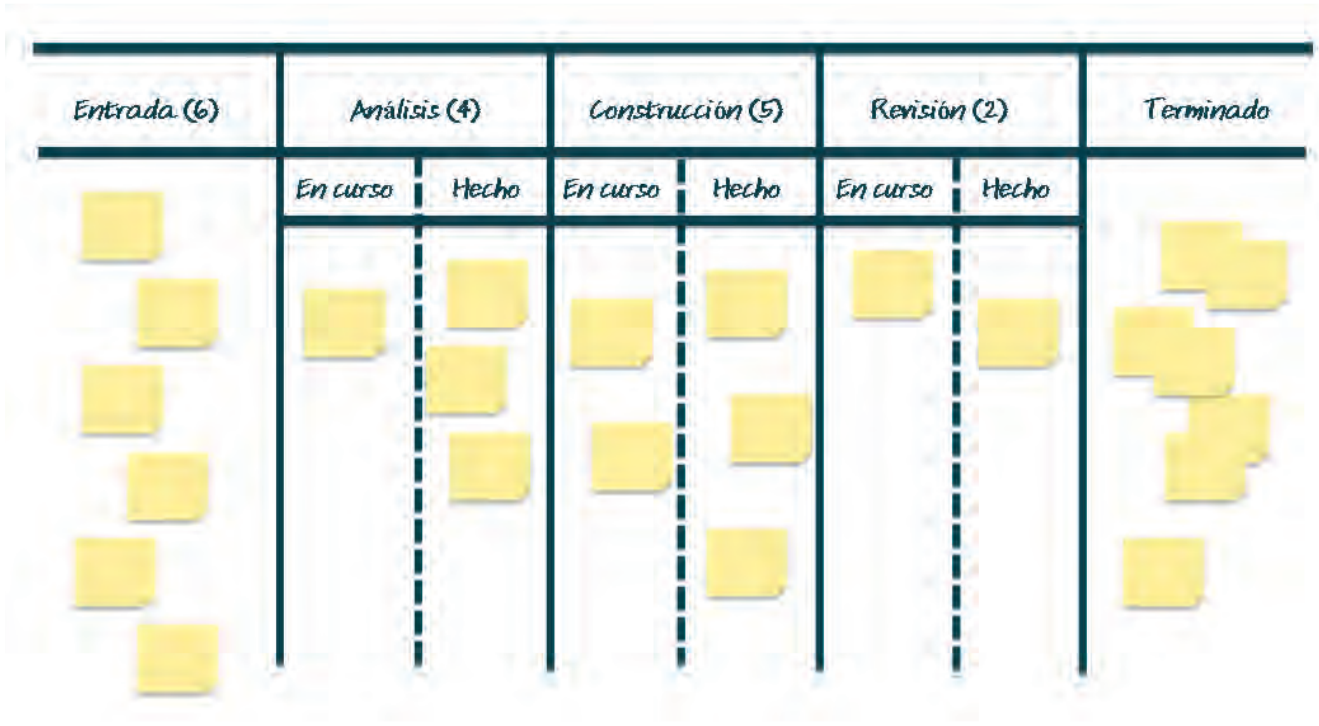 Entrada (6)
Análisis (4)
Construcción (5)
Revisión (2)
Terminado
En curso
Hecho
En curso
Hecho
En curso
Hecho